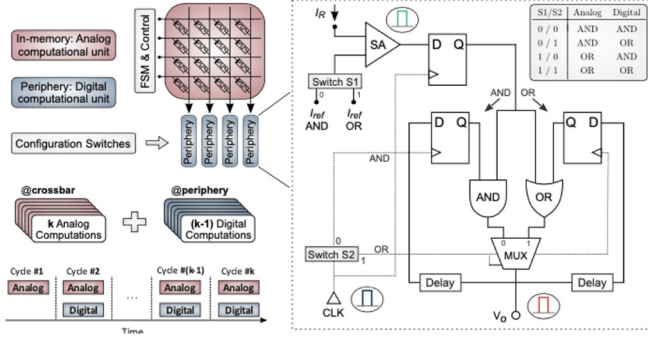 In-memory: Analog
computational unit
Periphery: Digital
computational unit
Configuration Switches
FSM & Control
Periphery
Periphery
Periphery
Periphery
@crossbar
k Analog
Computations
@periphery
(k-1) Digital
Computations
Cycle #1
Cycle #2
Cycle #(k-1)
Cycle #k
Analog
Analog
...
Analog
Analog
Digital
Digital
Digital
Time
I_R
SA
D Q
Switch S1
0 1
I_ref
AND
I_ref
OR
S1/S2 Analog Digital
0 / 0 AND AND
0 / 1 AND OR
1 / 0 OR AND
1 / 1 OR OR
AND OR
D Q
Q D
AND
AND
OR
0 1
MUX
0
Switch S2
1
OR
Delay
Delay
CLK
V_o